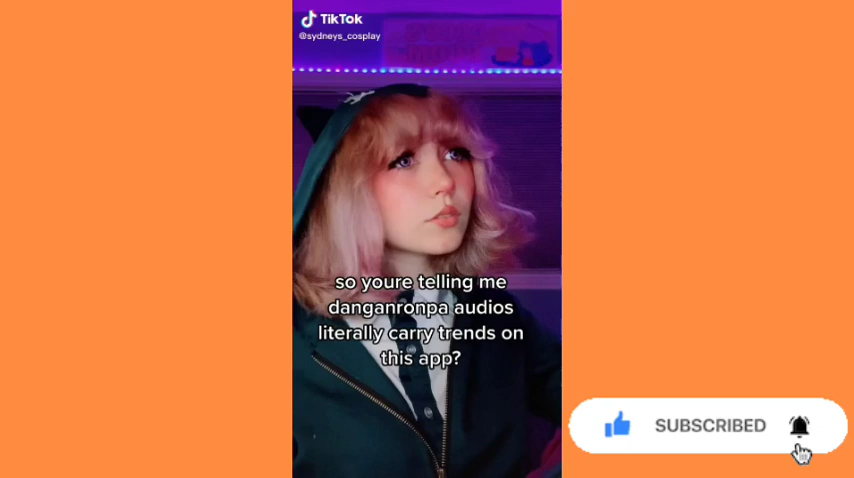 TikTok
@sydneys_cosplay
so youre telling me
danganronpa audios
literally carry trends on
this app?
SUBSCRIBED